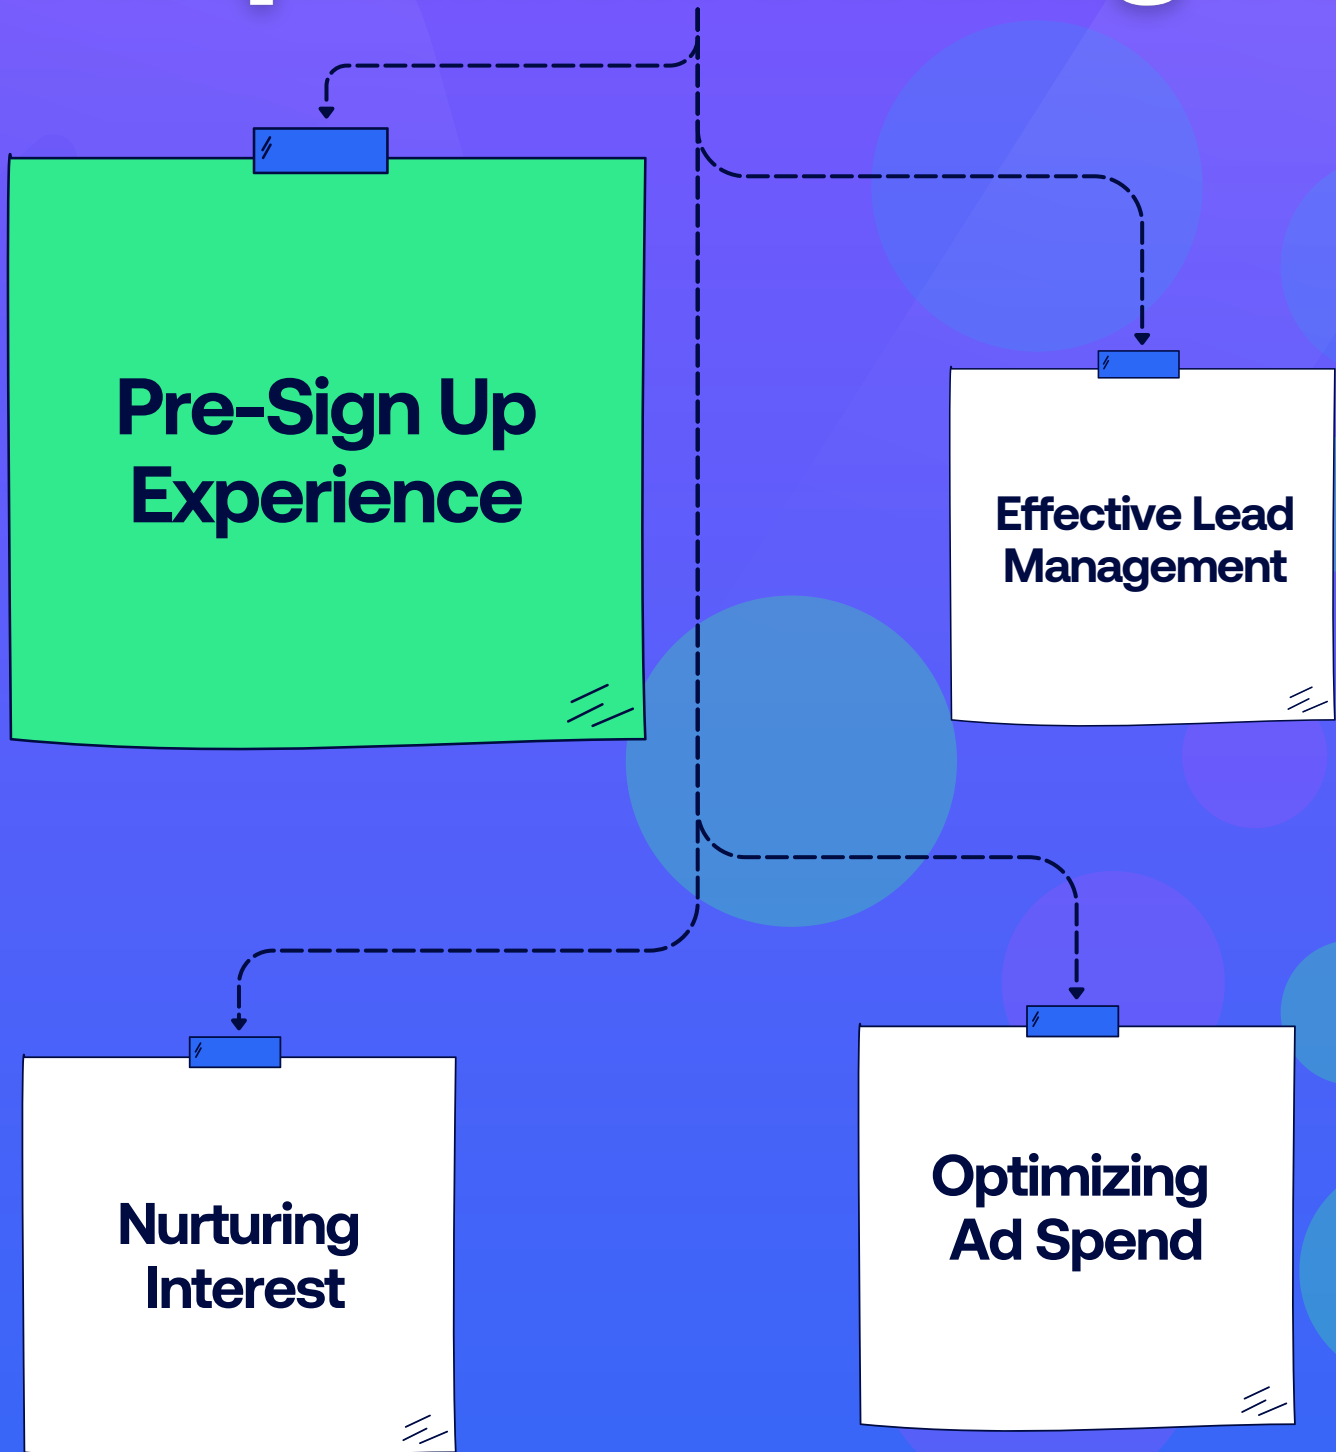 Pre-Sign Up
Experience
Effective Lead
Management
Nurturing
Interest
Optimizing
Ad Spend